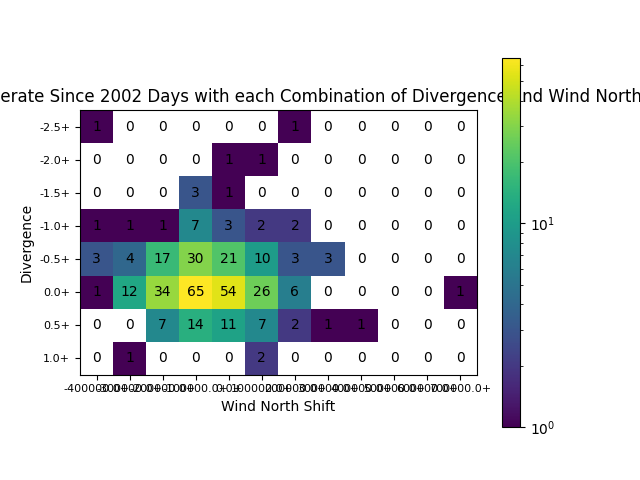 erate Since 2002 Days with each Combination of Divergence and Wind North
-2.5+ 1 0 0 0 0 0 1 0 0 0 0 0
-2.0+ 0 0 0 0 1 1 0 0 0 0 0 0
-1.5+ 0 0 0 3 1 0 0 0 0 0 0 0
-1.0+ 1 1 1 7 3 2 2 0 0 0 0 0
-0.5+ 3 4 17 30 21 10 3 3 0 0 0 0
0.0+ 1 12 34 65 54 26 6 0 0 0 0 1
0.5+ 0 0 7 14 11 7 2 1 1 0 0 0
1.0+ 0 1 0 0 0 2 0 0 0 0 0 0
Divergence
Wind North Shift
10¹
10⁰